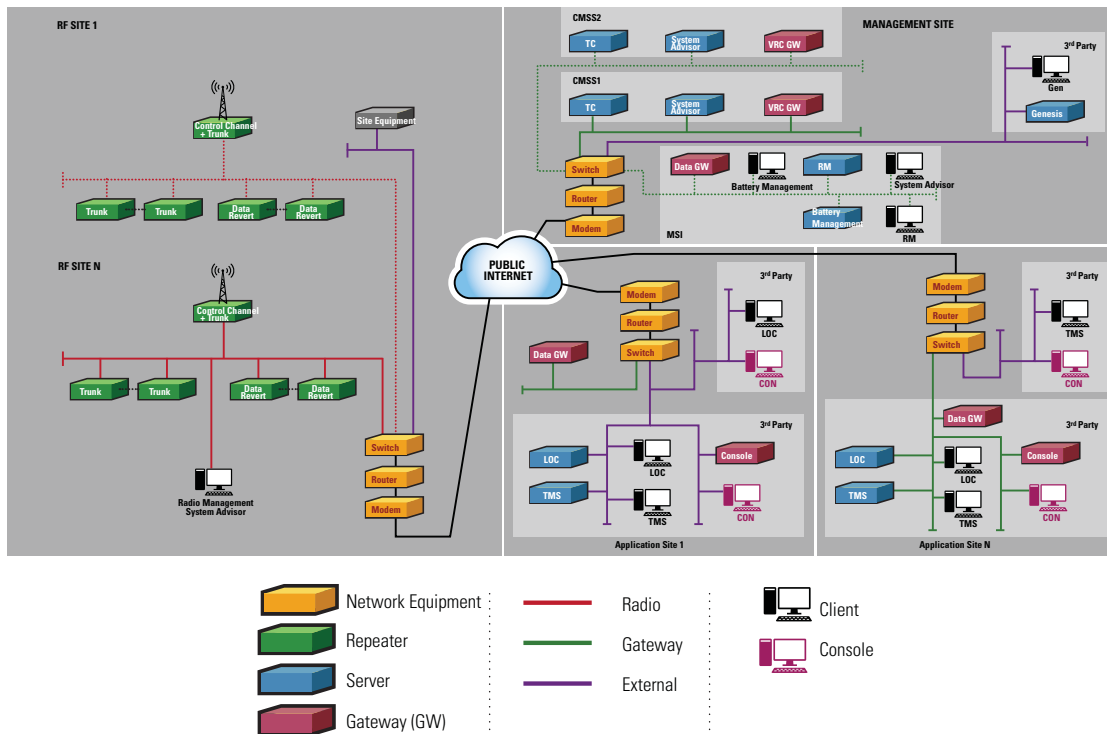 RF SITE 1
Control Channel
+ Trunk
Site Equipment
Trunk
Trunk
Data
Revert
Data
Revert
RF SITE N
Control Channel
+ Trunk
Trunk
Trunk
Data
Revert
Data
Revert
Radio Management
System Advisor
Switch
Router
Modem
PUBLIC
INTERNET
MANAGEMENT SITE
CMSS2
TC
System
Advisor
VRC GW
CMSS1
TC
System
Advisor
VRC GW
3rd Party
Gen
Genesis
Switch
Router
Modem
Data GW
Battery Management
RM
System Advisor
Battery
Management
RM
MSI
Modem
Router
Switch
Data GW
3rd Party
LOC
CON
3rd Party
LOC
TMS
LOC
TMS
Console
CON
Application Site 1
Modem
Router
Switch
3rd Party
TMS
CON
3rd Party
Data GW
LOC
TMS
LOC
TMS
Console
CON
Application Site N
Network Equipment
Repeater
Server
Gateway (GW)
Radio
Gateway
External
Client
Console